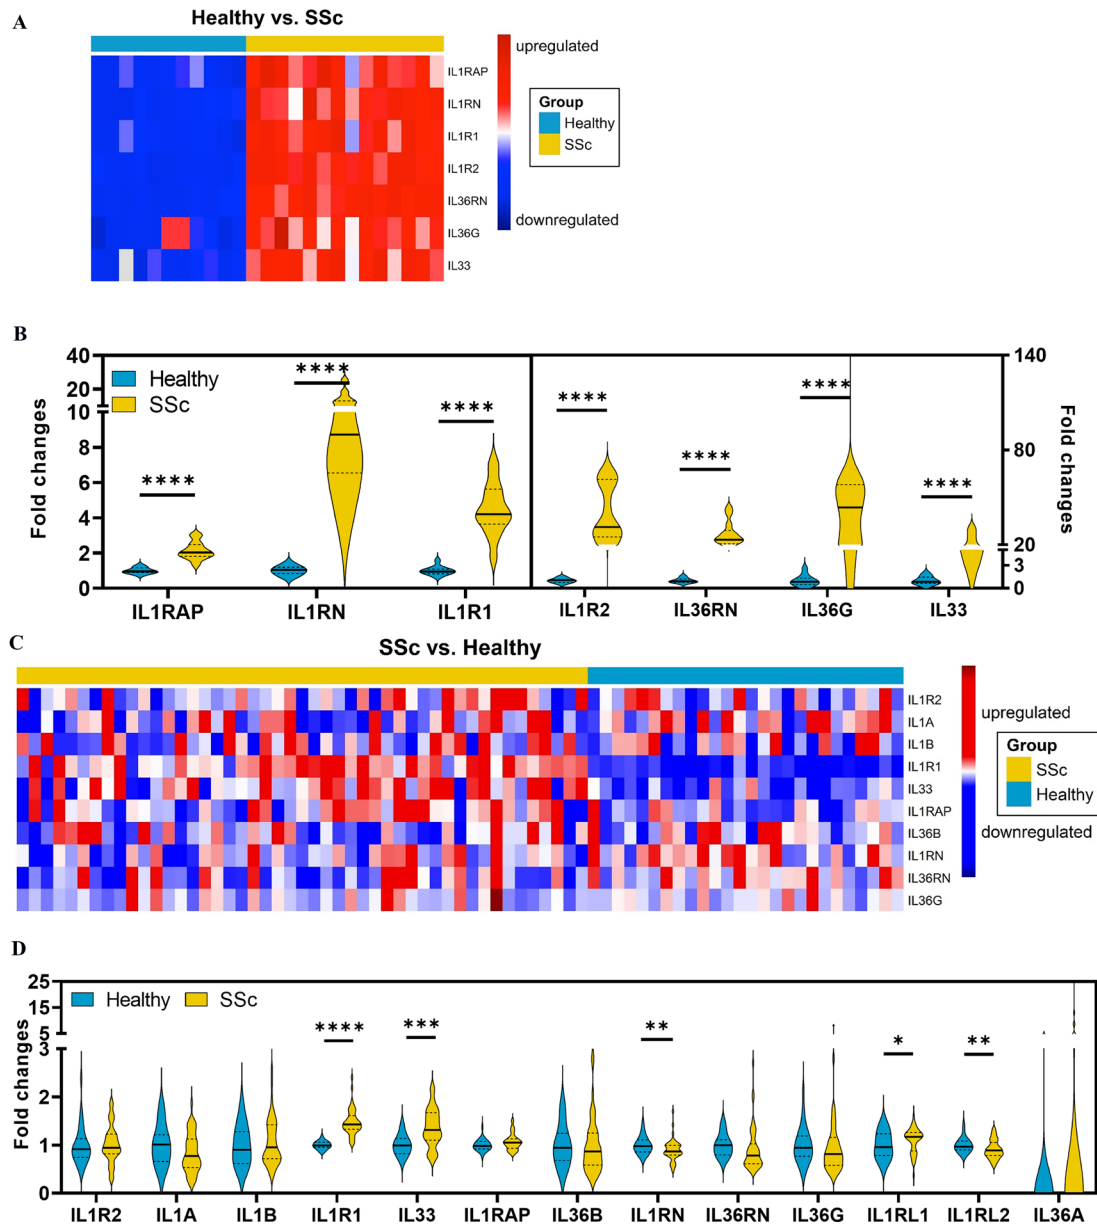 A
Healthy vs. SSc
upregulated
downregulated
IL1RAP
IL1RN
IL1R1
IL1R2
IL36RN
IL36G
IL33
Group
Healthy
SSc
B
Fold changes
40
20
10
8
6
4
2
0
Healthy
SSc
****
****
****
****
****
****
****
140
80
20
3
0
Fold changes
IL1RAP IL1RN IL1R1 IL1R2 IL36RN IL36G IL33
C
SSc vs. Healthy
IL1R2
IL1A
IL1B
IL1R1
IL33
IL1RAP
IL36B
IL1RN
IL36RN
IL36G
upregulated
downregulated
Group
SSc
Healthy
D
Fold changes
25
15
5
3
2
1
0
Healthy SSc
**** *** ** * **
IL1R2 IL1A IL1B IL1R1 IL33 IL1RAP IL36B IL1RN IL36RN IL36G IL1RL1 IL1RL2 IL36A